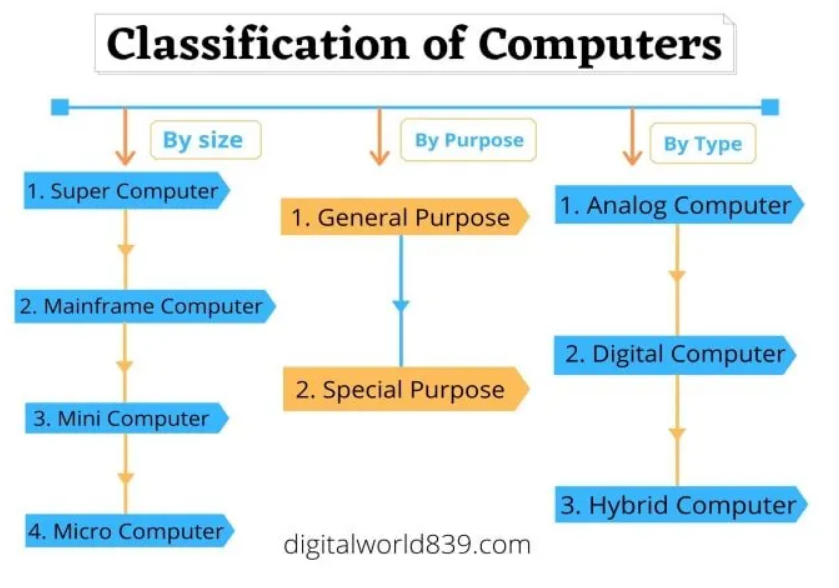 Classification of Computers
By size
1. Super Computer
2. Mainframe Computer
3. Mini Computer
4. Micro Computer
By Purpose
1. General Purpose
2. Special Purpose
By Type
1. Analog Computer
2. Digital Computer
3. Hybrid Computer
digitalworld839.com